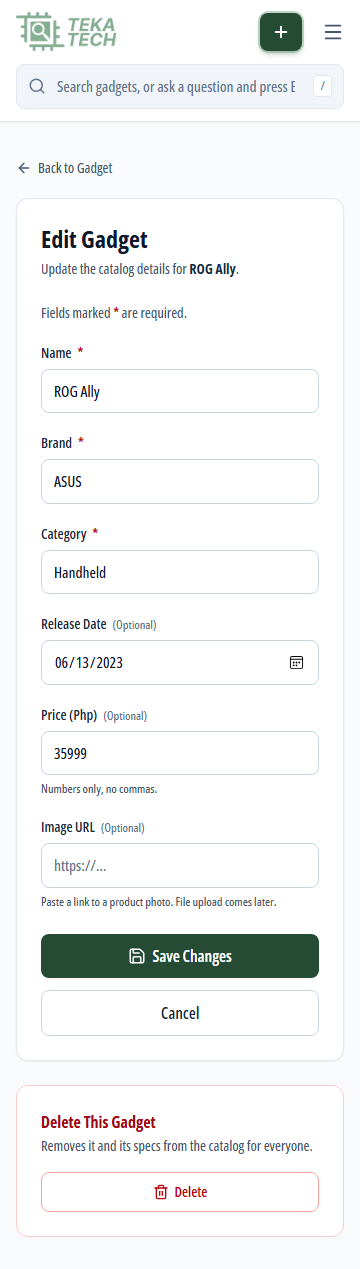 TEKA
TECH
Search gadgets, or ask a question and press E
/
Back to Gadget
Edit Gadget
Update the catalog details for ROG Ally.
Fields marked * are required.
Name *
ROG Ally
Brand *
ASUS
Category *
Handheld
Release Date (Optional)
06/13/2023
Price (Php) (Optional)
35999
Numbers only, no commas.
Image URL (Optional)
https://...
Paste a link to a product photo. File upload comes later.
Save Changes
Cancel
Delete This Gadget
Removes it and its specs from the catalog for everyone.
Delete